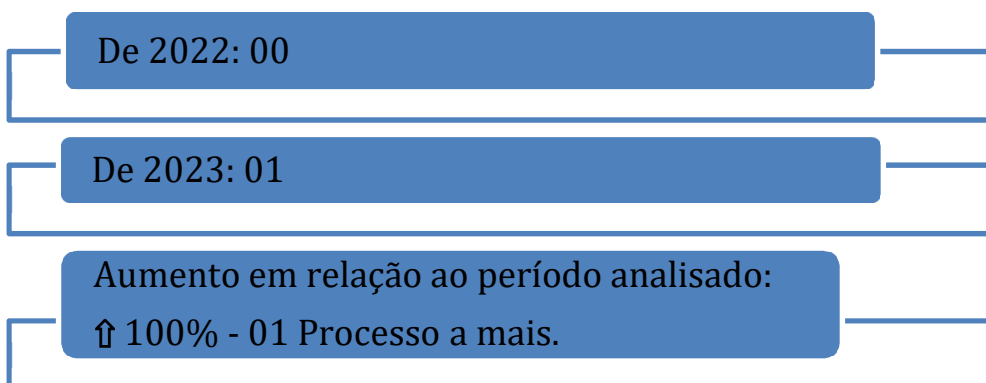 De 2022: 00
De 2023: 01
Aumento em relação ao período analisado:
⇧ 100% - 01 Processo a mais.